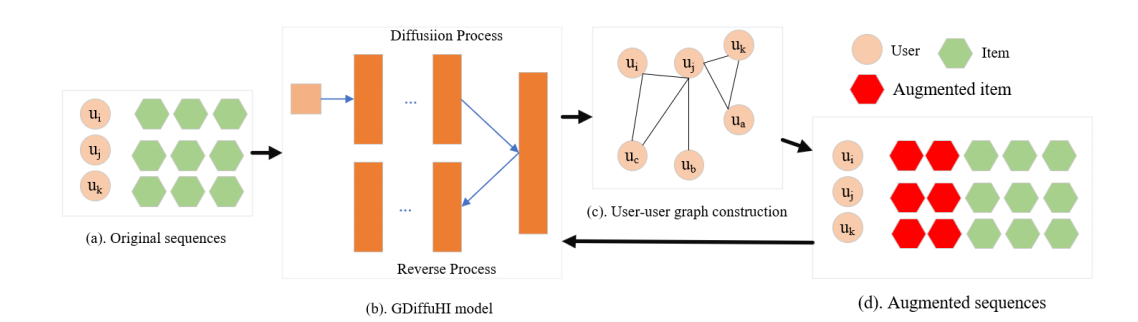 u_i
u_j
u_k
(a). Original sequences
Diffusiion Process
...
...
Reverse Process
(b). GDiffuHI model
u_i
u_j
u_k
u_a
u_c
u_b
(c). User-user graph construction
User
Item
Augmented item
u_i
u_j
u_k
(d). Augmented sequences